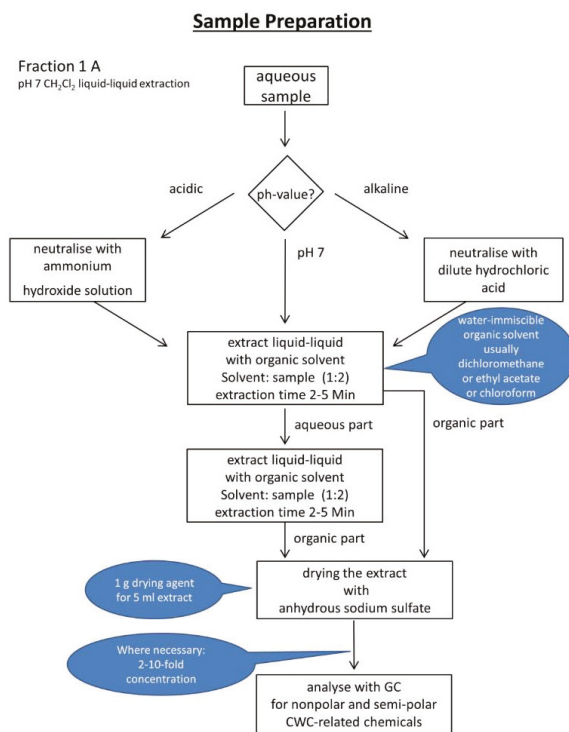 Sample Preparation
Fraction 1 A
pH 7 CH₂Cl₂ liquid-liquid extraction
aqueous
sample
acidic
ph-value?
alkaline
neutralise with
ammonium
hydroxide solution
pH 7
neutralise with
dilute hydrochloric
acid
extract liquid-liquid
with organic solvent
Solvent: sample (1:2)
extraction time 2-5 Min
water-immiscible
organic solvent
usually
dichloromethane
or ethyl acetate
or chloroform
aqueous part
organic part
extract liquid-liquid
with organic solvent
Solvent: sample (1:2)
extraction time 2-5 Min
organic part
1 g drying agent
for 5 ml extract
drying the extract
with
anhydrous sodium sulfate
Where necessary:
2-10-fold
concentration
analyse with GC
for nonpolar and semi-polar
CWC-related chemicals